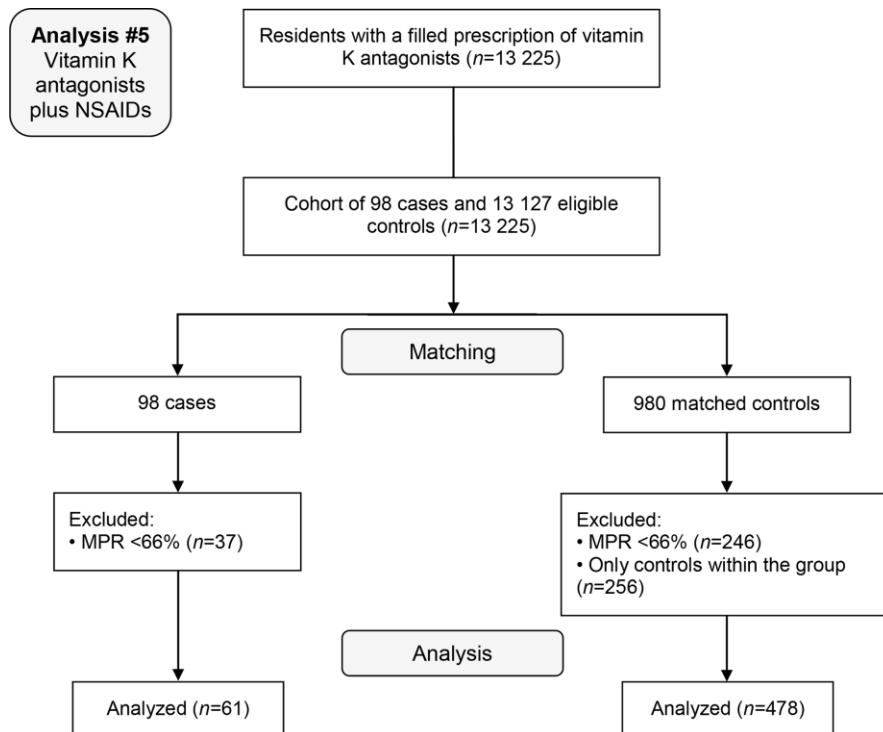 Analysis #5
Vitamin K
antagonists
plus NSAIDs
Residents with a filled prescription of vitamin
K antagonists (n=13 225)
Cohort of 98 cases and 13 127 eligible
controls (n=13 225)
Matching
98 cases
980 matched controls
Excluded:
• MPR <66% (n=37)
Excluded:
• MPR <66% (n=246)
• Only controls within the group
(n=256)
Analysis
Analyzed (n=61)
Analyzed (n=478)